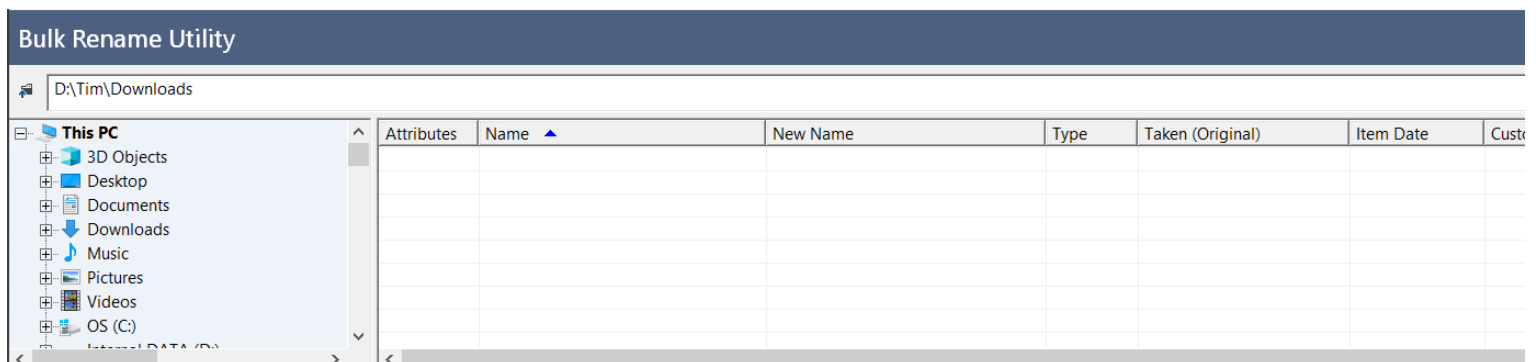 Bulk Rename Utility
D:\Tim\Downloads
This PC
Attributes Name New Name Type Taken (Original) Item Date
3D Objects
Desktop
Documents
Downloads
Music
Pictures
Videos
OS (C:)